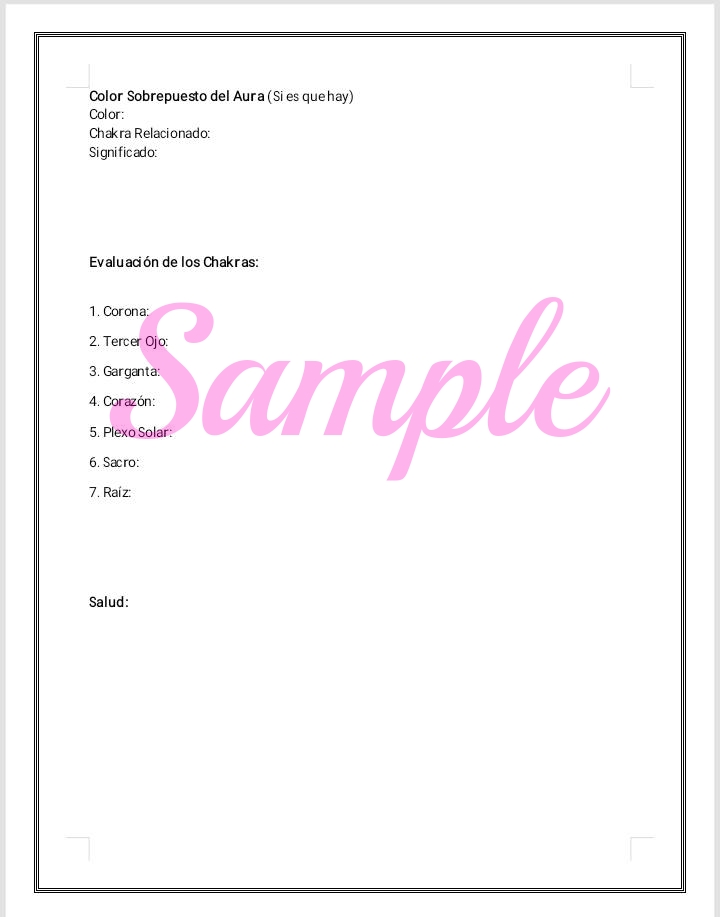 Color Sobrepuesto del Aura (Si es que hay)
Color:
Chakra Relacionado:
Significado:
Evaluación de los Chakras:
1. Corona:
2. Tercer Ojo:
3. Garganta:
4. Corazón:
5. Plexo Solar:
6. Sacro:
7. Raíz:
Sample
Salud: